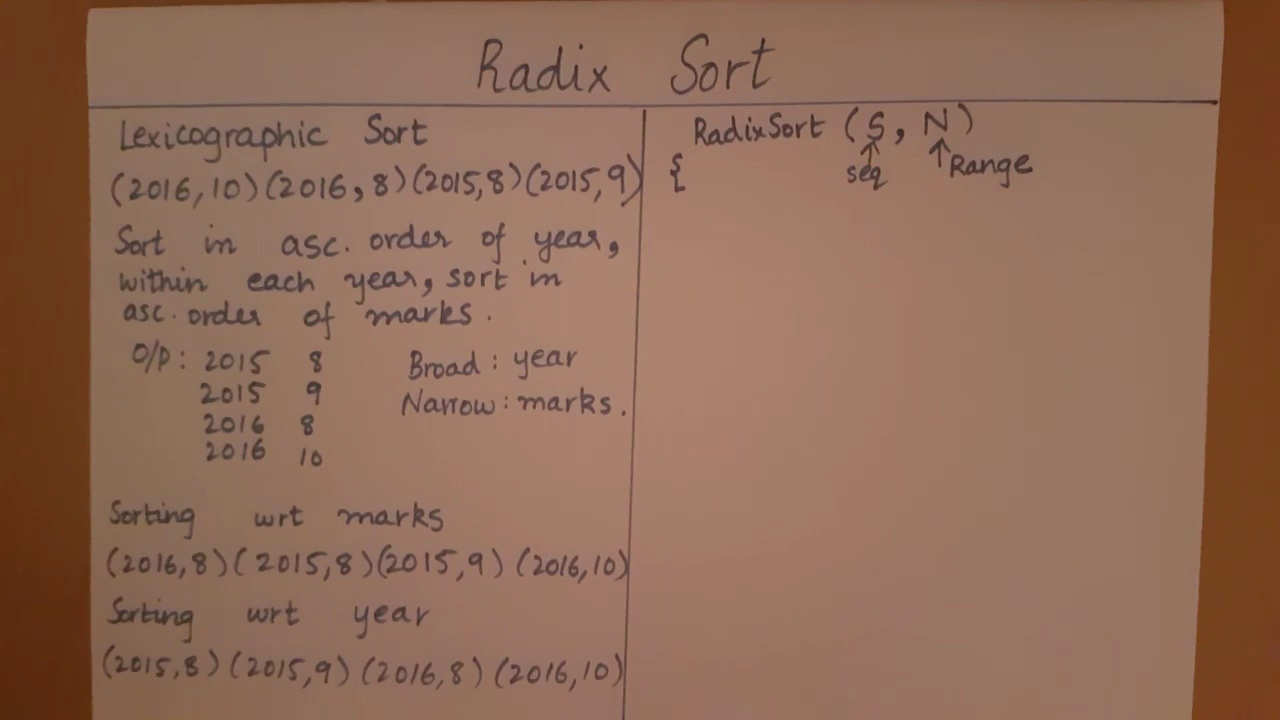 Radix Sort
Lexicographic Sort
(2016,10)(2016,8)(2015,8)(2015,9)
Sort in asc. order of year,
within each year, sort in
asc. order of marks.
O/P: 2015 8
2015 9
2016 8
2016 10
Broad: year
Narrow: marks.
Sorting wrt marks
(2016,8)(2015,8)(2015,9)(2016,10)
Sorting wrt year
(2015,8)(2015,9)(2016,8)(2016,10)
RadixSort (S, N)
{ seq Range